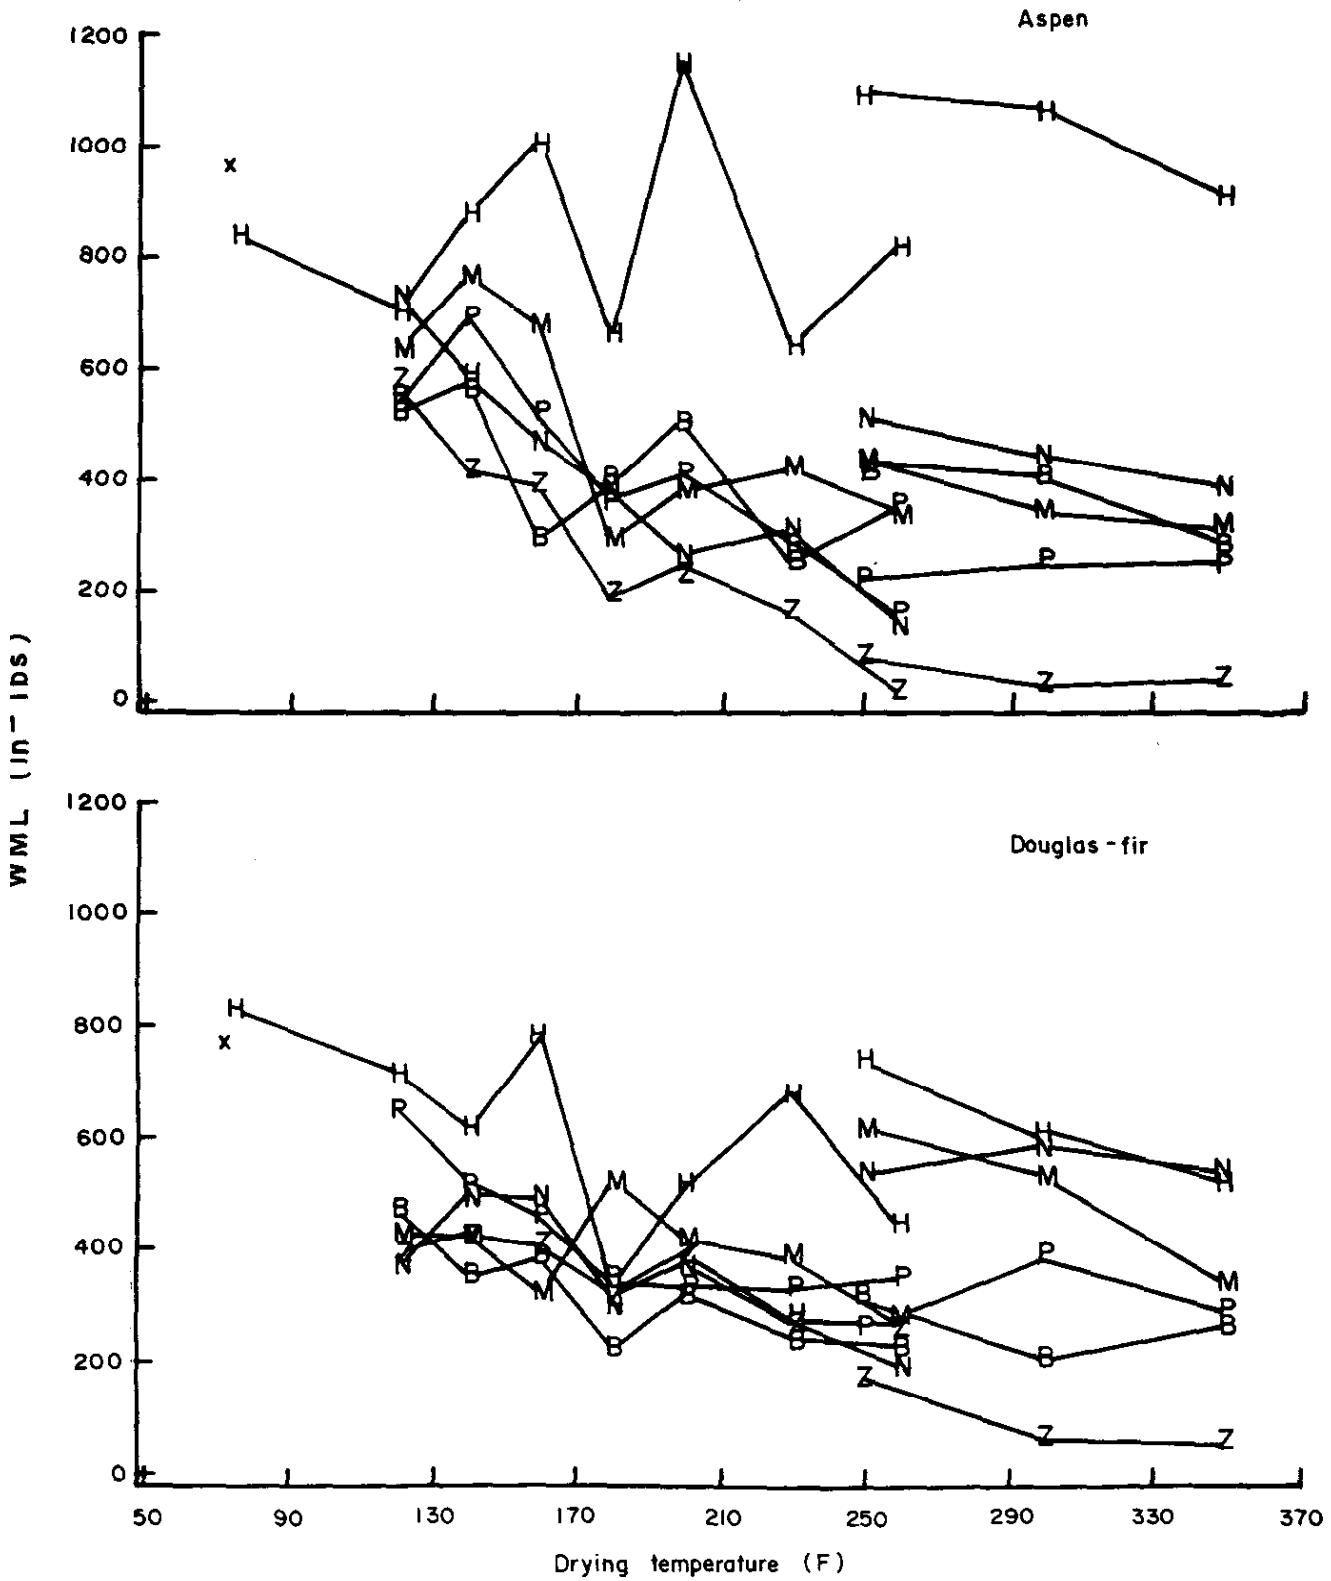 Aspen
1200
1000
800
600
400
200
0
x
H H H H H H H H H H H H
N
M M M M M M M M M M
P P P P P P P P P
N N N N N N N
B B B B B B B B
Z Z Z Z Z Z Z Z Z Z
WML (In-lbs)
Douglas-fir
1200
1000
800
600
400
200
0
x
H H H H H H H H H H H
M M M M M M M M M
P P P P P P P P
N N N N N N N
B B B B B B B B B
Z Z Z Z Z
50 90 130 170 210 250 290 330 370
Drying temperature (F)